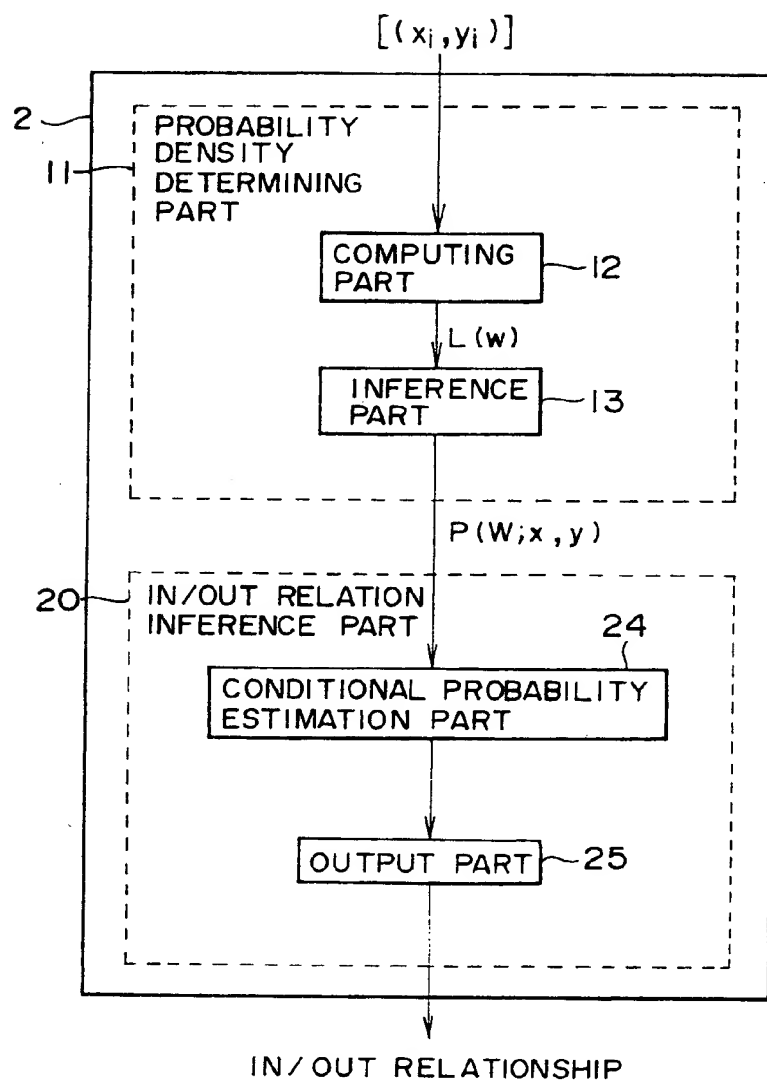 [(xi,yi)]
2
PROBABILITY
DENSITY
DETERMINING
PART
11
COMPUTING
PART
12
L(w)
INFERENCE
PART
13
P(W;x,y)
20
IN/OUT RELATION
INFERENCE PART
24
CONDITIONAL PROBABILITY
ESTIMATION PART
OUTPUT PART
25
IN/OUT RELATIONSHIP